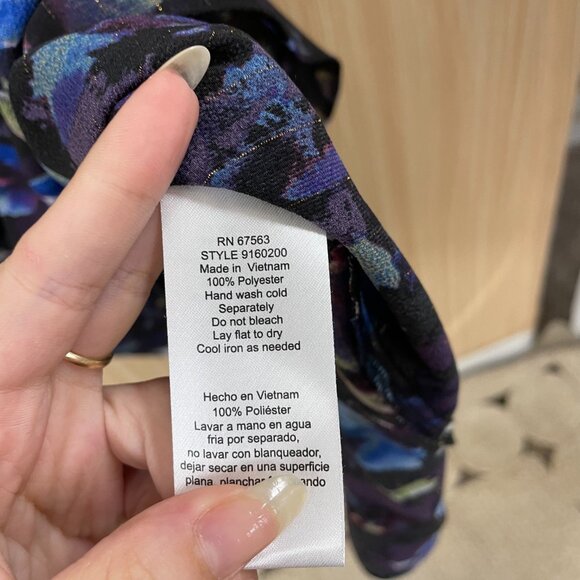 RN 67563
STYLE 9160200
Made in Vietnam
100% Polyester
Hand wash cold
Separately
Do not bleach
Lay flat to dry
Cool iron as needed
Hecho en Vietnam
100% Poliéster
Lavar a mano en agua
fria por separado,
no lavar con blanqueador,
dejar secar en una superficie
plana, planchar